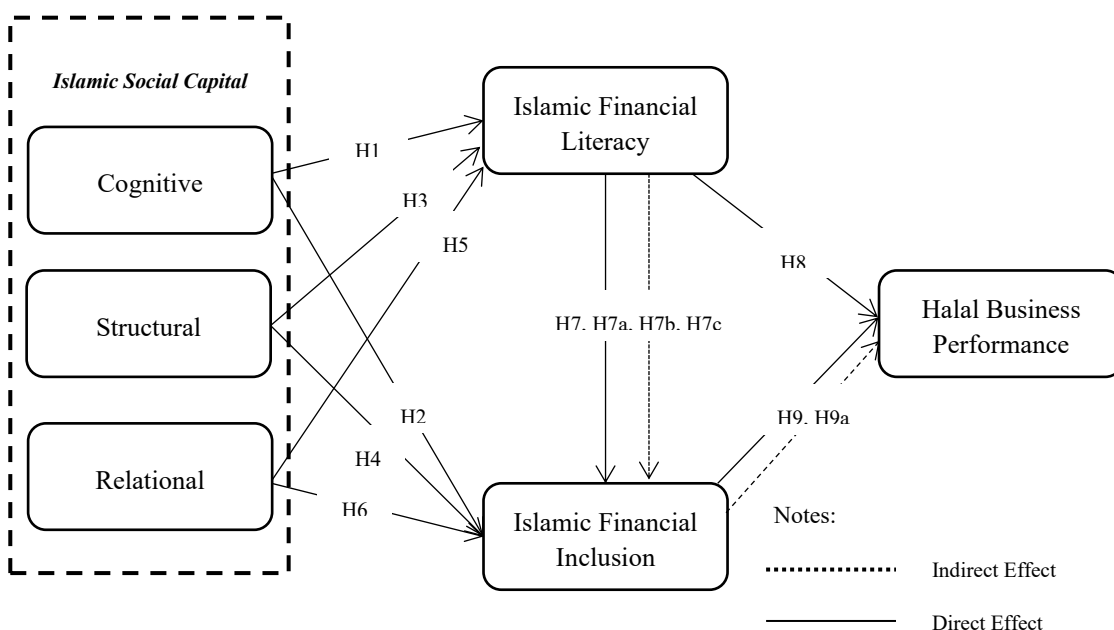 Islamic Social Capital
Cognitive
Structural
Relational
H1
H3
H5
H2
H4
H6
Islamic Financial
Literacy
H7, H7a, H7b, H7c
Islamic Financial
Inclusion
H8
H9, H9a
Halal Business
Performance
Notes:
Indirect Effect
Direct Effect